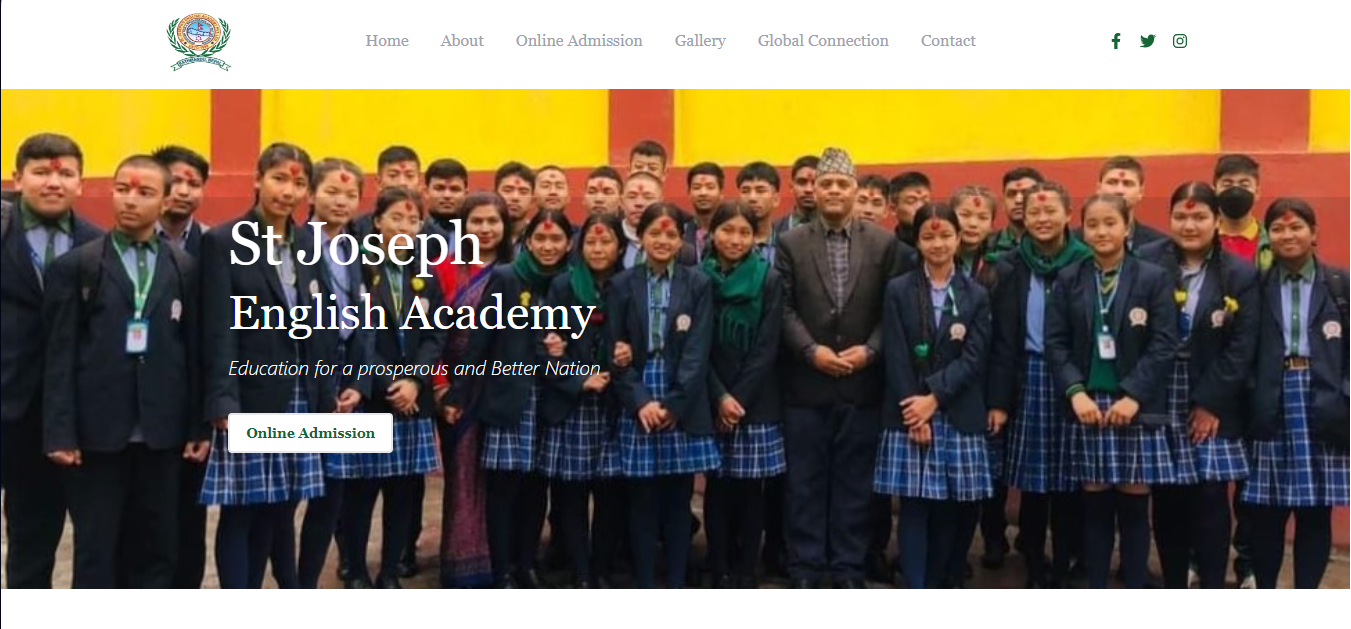 Home
About
Online Admission
Gallery
Global Connection
Contact
St Joseph
English Academy
Education for a prosperous and Better Nation
Online Admission